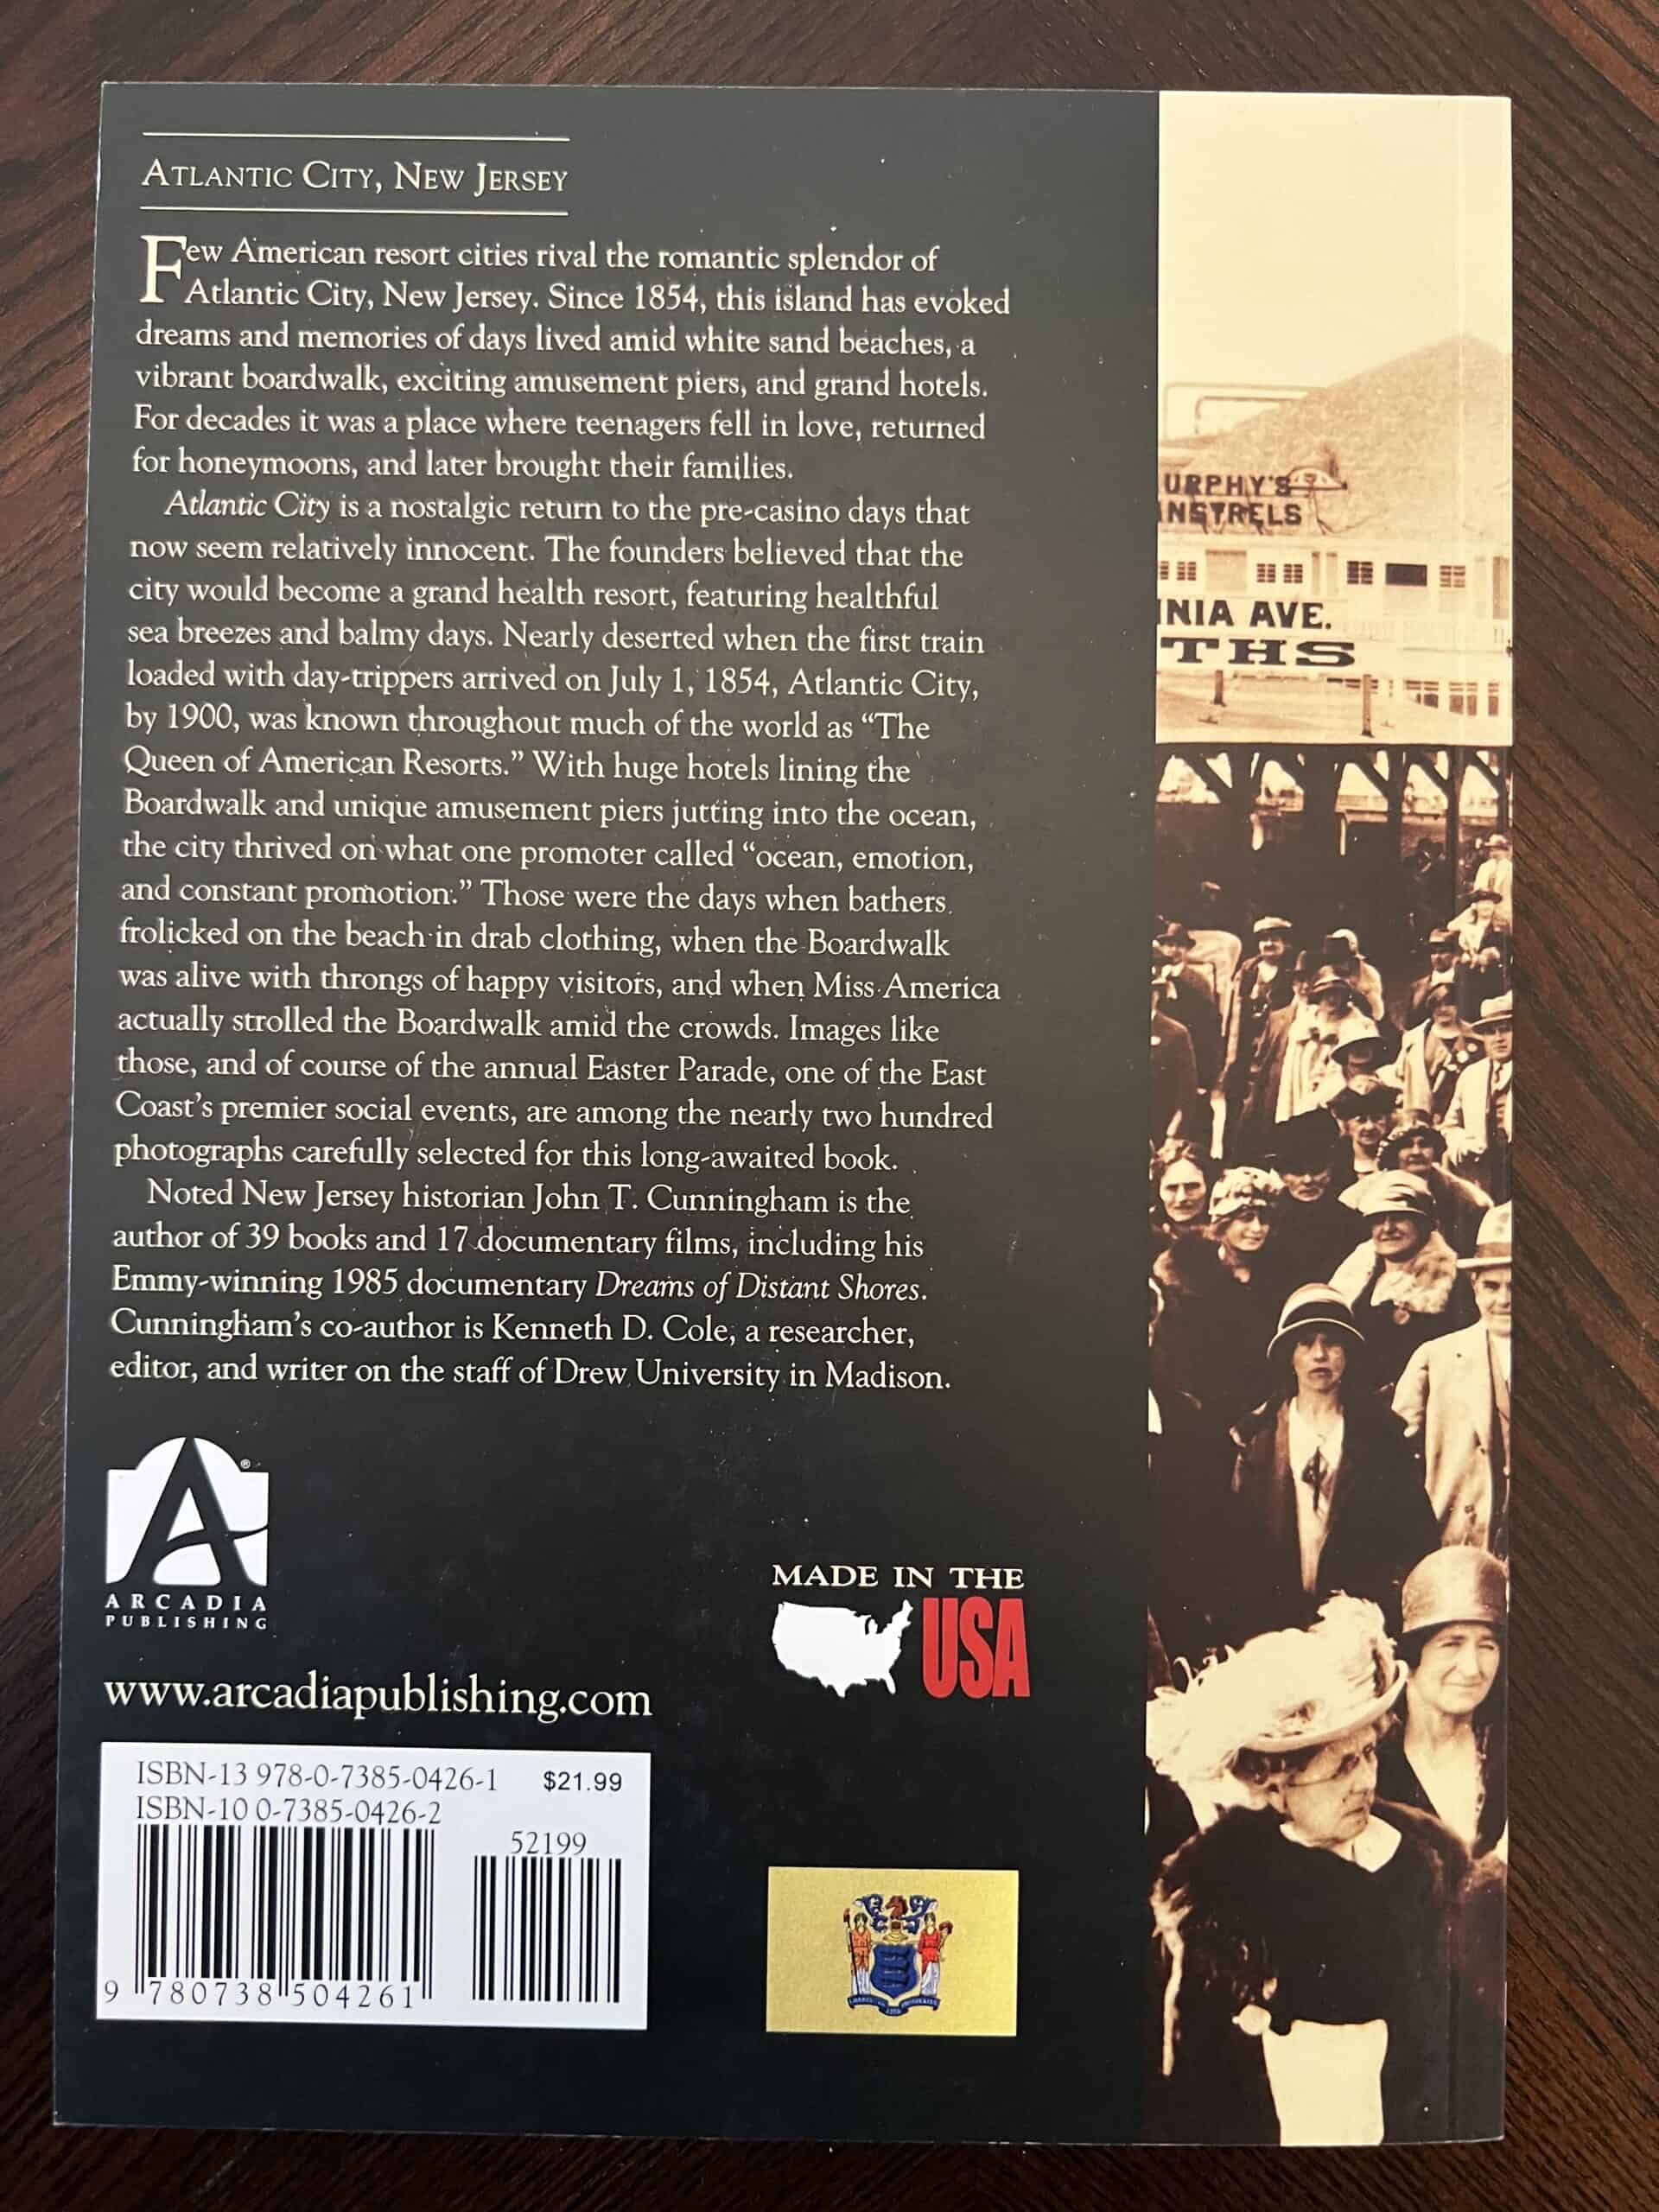 ATLANTIC CITY, NEW JERSEY
Few American resort cities rival the romantic splendor of
Atlantic City, New Jersey. Since 1854, this island has evoked
dreams and memories of days lived amid white sand beaches, a
vibrant boardwalk, exciting amusement piers, and grand hotels.
For decades it was a place where teenagers fell in love, returned
for honeymoons, and later brought their families.
Atlantic City is a nostalgic return to the pre-casino days that
now seem relatively innocent. The founders believed that the
city would become a grand health resort, featuring healthful
sea breezes and balmy days. Nearly deserted when the first train
loaded with day-trippers arrived on July 1, 1854, Atlantic City,
by 1900, was known throughout much of the world as “The
Queen of American Resorts.” With huge hotels lining the
Boardwalk and unique amusement piers jutting into the ocean,
the city thrived on what one promoter called “ocean, emotion,
and constant promotion.” Those were the days when bathers
frolicked on the beach in drab clothing, when the Boardwalk
was alive with throngs of happy visitors, and when Miss America
actually strolled the Boardwalk amid the crowds. Images like
those, and of course of the annual Easter Parade, one of the East
Coast’s premier social events, are among the nearly two hundred
photographs carefully selected for this long-awaited book.
Noted New Jersey historian John T. Cunningham is the
author of 39 books and 17 documentary films, including his
Emmy-winning 1985 documentary Dreams of Distant Shores.
Cunningham’s co-author is Kenneth D. Cole, a researcher,
editor, and writer on the staff of Drew University in Madison.
A®
ARCADIA
PUBLISHING
www.arcadiapublishing.com
MADE IN THE
USA
ISBN-13 978-0-7385-0426-1 $21.99
ISBN-10 0-7385-0426-2
52199
9 780738 504261
URPHY'S
INSTRELS
NIA AVE.
THS